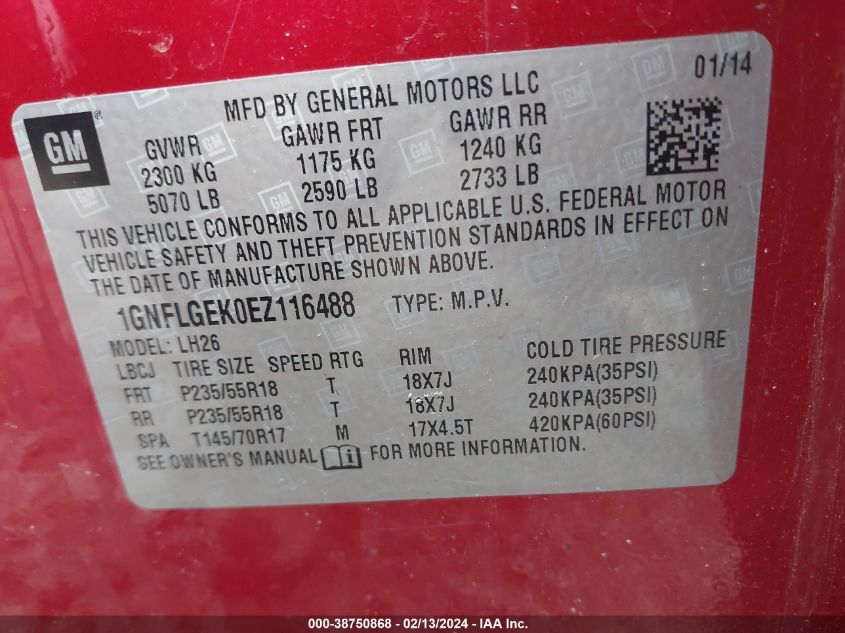 MFD BY GENERAL MOTORS LLC
01/14
GM®
GVWR GAWR FRT GAWR RR
2300 KG 1175 KG 1240 KG
5070 LB 2590 LB 2733 LB
THIS VEHICLE CONFORMS TO ALL APPLICABLE U.S. FEDERAL MOTOR
VEHICLE SAFETY AND THEFT PREVENTION STANDARDS IN EFFECT ON
THE DATE OF MANUFACTURE SHOWN ABOVE.
1GNFLGEK0EZ116488 TYPE: M.P.V.
MODEL: LH26
LBCJ TIRE SIZE SPEED RTG RIM COLD TIRE PRESSURE
FRT P235/55R18 T 18X7J 240KPA(35PSI)
RR P235/55R18 T 18X7J 240KPA(35PSI)
SPA T145/70R17 M 17X4.5T 420KPA(60PSI)
SEE OWNER'S MANUAL i FOR MORE INFORMATION.
000-38750868 - 02/13/2024 - IAA, Inc.